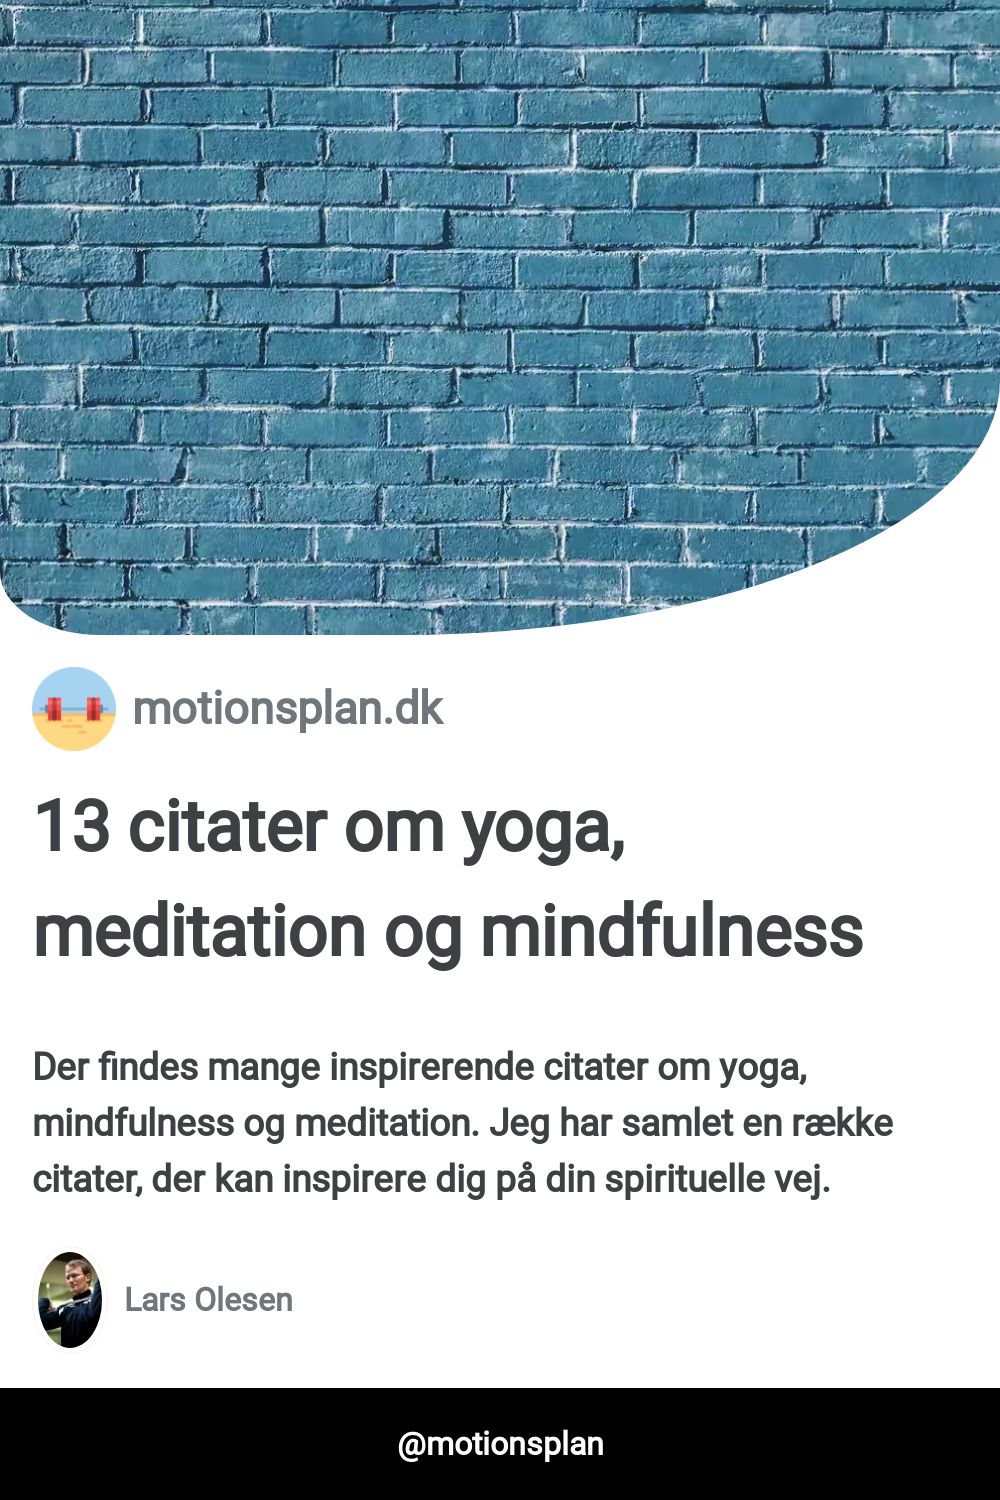 motionsplan.dk
13 citater om yoga,
meditation og mindfulness
Der findes mange inspirerende citater om yoga,
mindfulness og meditation. Jeg har samlet en række
citater, der kan inspirere dig på din spirituelle vej.
Lars Olesen
@motionsplan